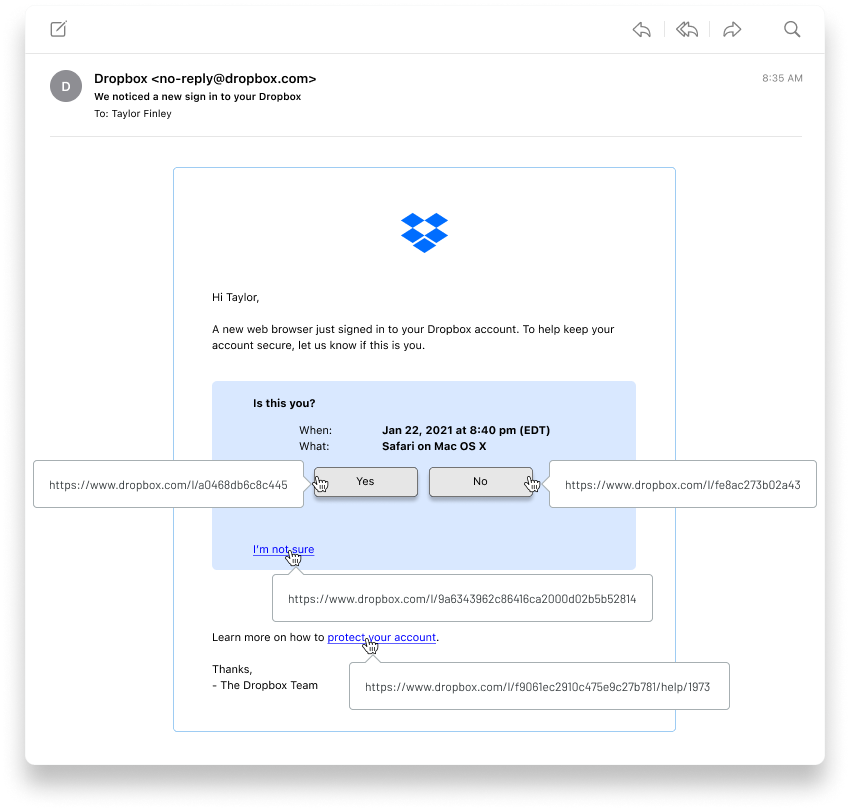 D
Dropbox <no-reply@dropbox.com>
8:35 AM
We noticed a new sign in to your Dropbox
To: Taylor Finley
Hi Taylor,
A new web browser just signed in to your Dropbox account. To help keep your
account secure, let us know if this is you.
Is this you?
When: Jan 22, 2021 at 8:40 pm (EDT)
What: Safari on Mac OS X
https://www.dropbox.com/l/a0468db6c8c445
Yes
No
https://www.dropbox.com/l/fe8ac273b02a43
I'm not sure
https://www.dropbox.com/l/9a6343962c86416ca2000d02b5b52814
Learn more on how to protect your account.
Thanks,
- The Dropbox Team
https://www.dropbox.com/l/f9061ec2910c475e9c27b781/help/1973